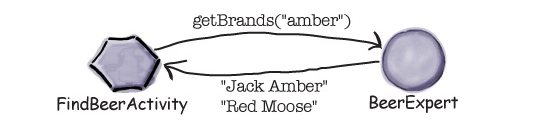 getBrands("amber")
"Jack Amber"
"Red Moose"
FindBeerActivity
BeerExpert